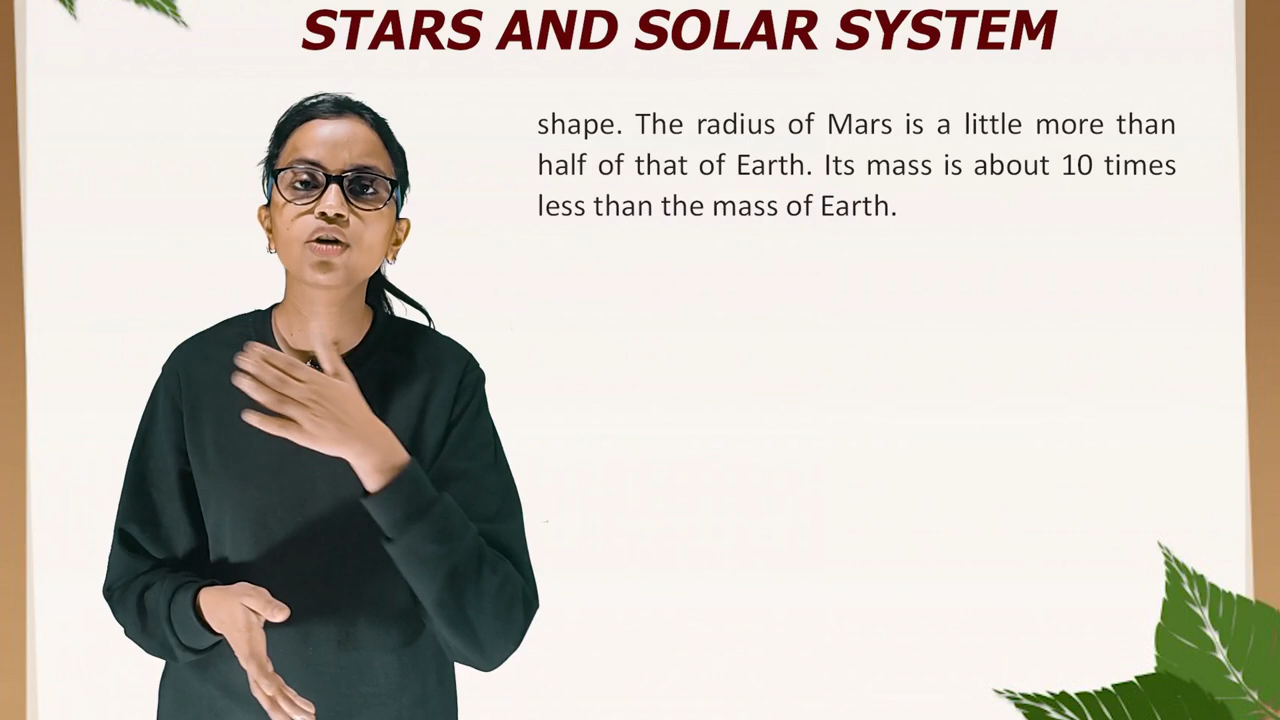 STARS AND SOLAR SYSTEM
shape. The radius of Mars is a little more than
half of that of Earth. Its mass is about 10 times
less than the mass of Earth.